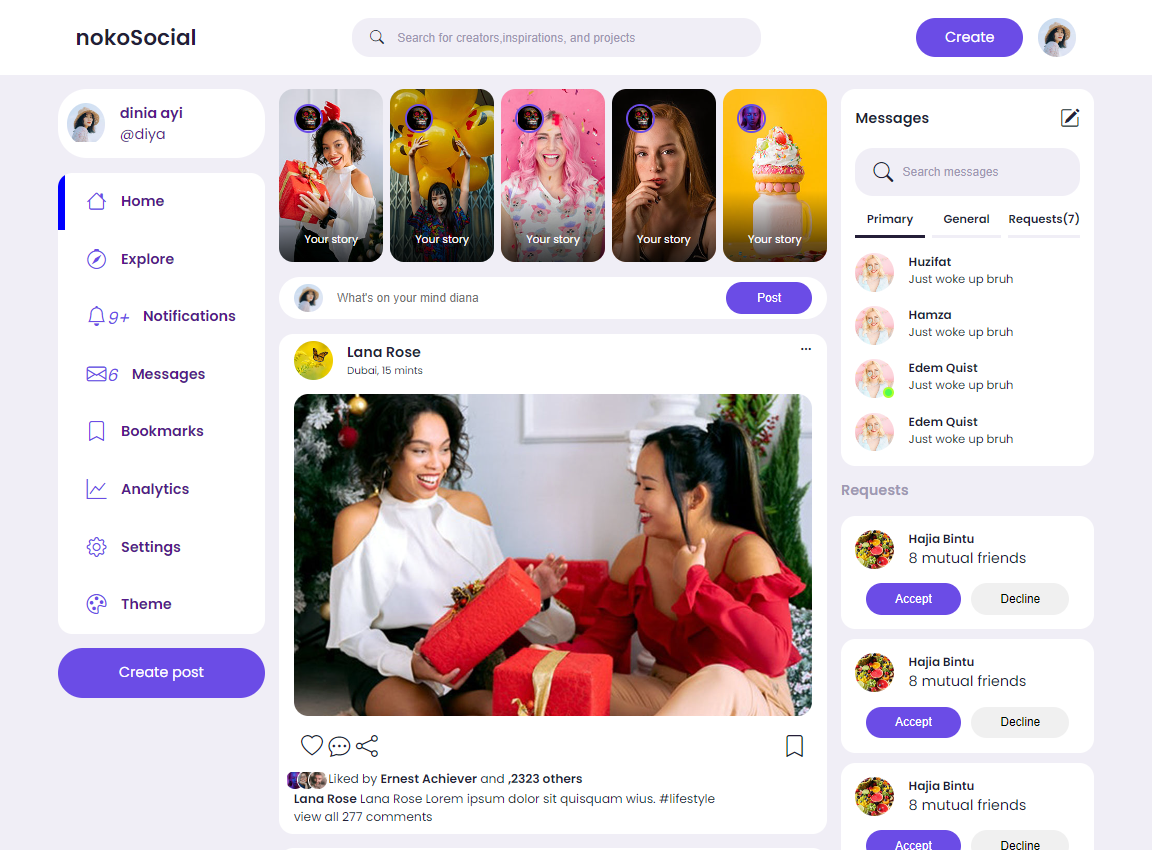 nokoSocial
Search for creators,inspirations, and projects
Create
dinia ayi
@diya
Home
Explore
9+ Notifications
6 Messages
Bookmarks
Analytics
Settings
Theme
Create post
Your story
Your story
Your story
Your story
Your story
What's on your mind diana
Post
Lana Rose
Dubai, 15 mints
...
Liked by Ernest Achiever and ,2323 others
Lana Rose Lana Rose Lorem ipsum dolor sit quisquam wius. #lifestyle
view all 277 comments
Messages
Search messages
Primary General Requests(7)
Huzifat
Just woke up bruh
Hamza
Just woke up bruh
Edem Quist
Just woke up bruh
Edem Quist
Just woke up bruh
Requests
Hajia Bintu
8 mutual friends
Accept Decline
Hajia Bintu
8 mutual friends
Accept Decline
Hajia Bintu
8 mutual friends
Accept Decline